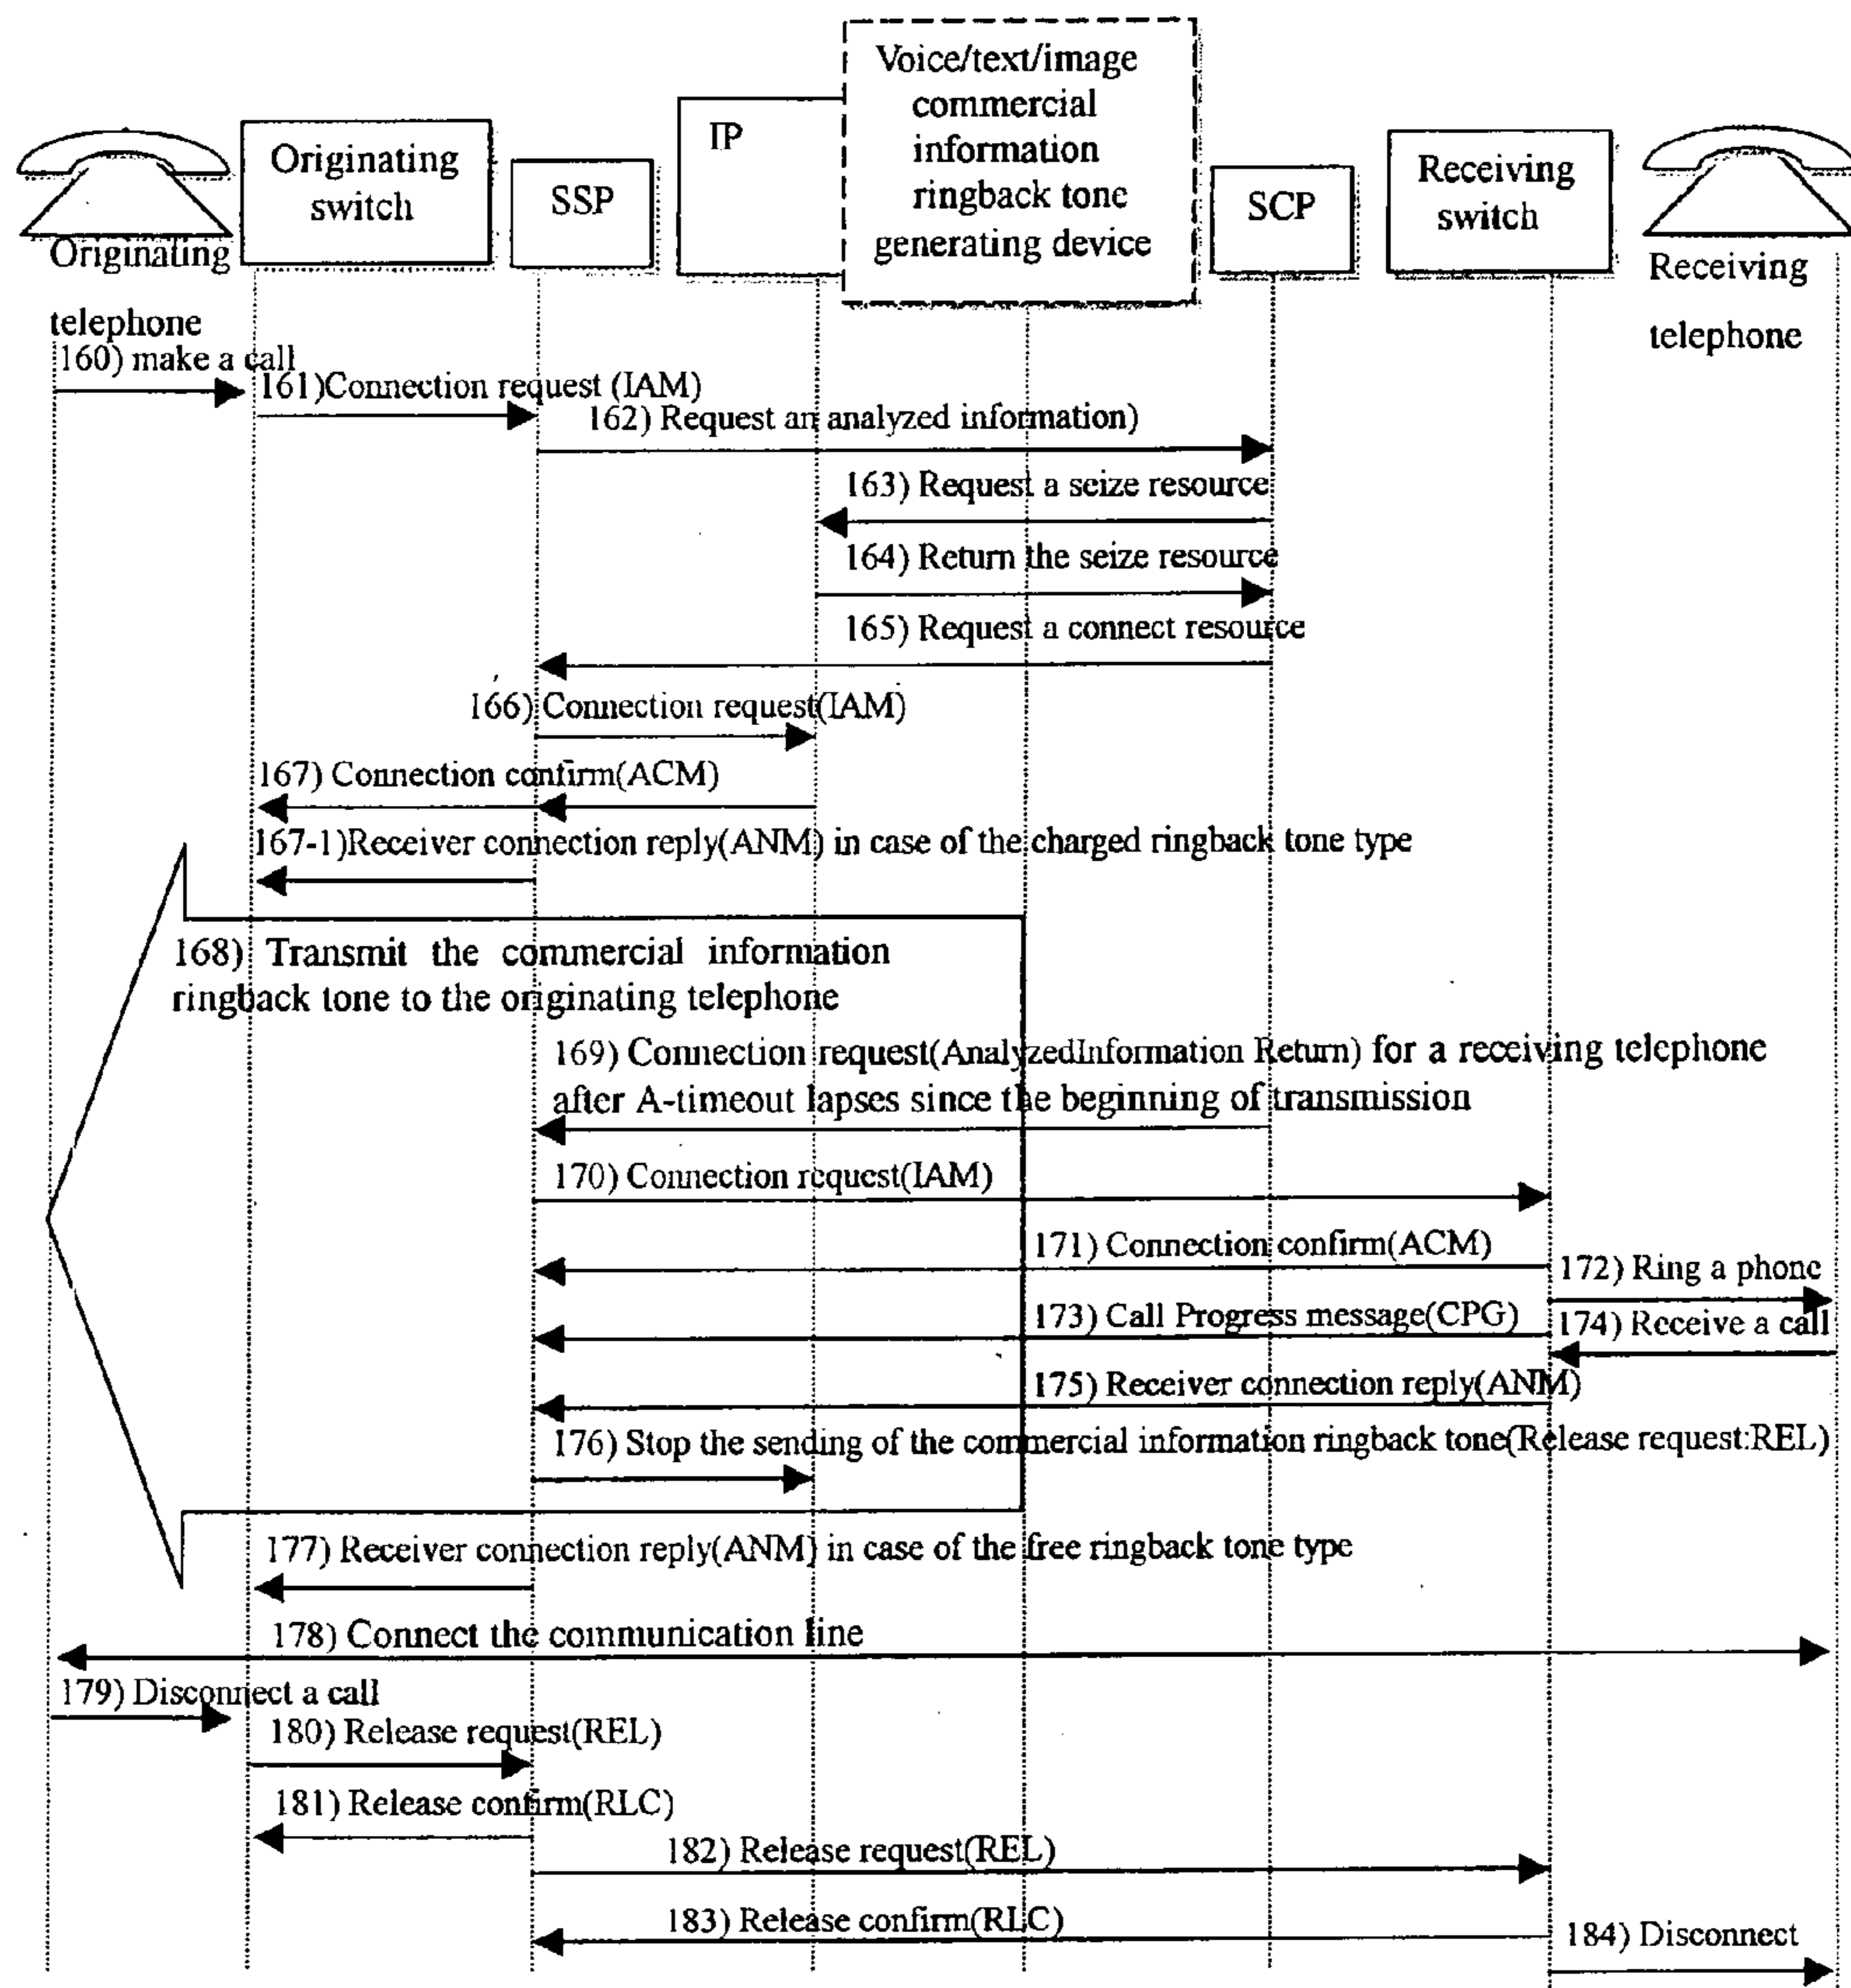 Voice/text/image
commercial
information
ringback tone
generating device
IP
Originating
switch
SSP
SCP
Receiving
switch
Originating
telephone
Receiving
telephone
160) make a call
161)Connection request (IAM)
162) Request an analyzed information)
163) Request a seize resource
164) Return the seize resource
165) Request a connect resource
166) Connection request(IAM)
167) Connection confirm(ACM)
167-1)Receiver connection reply(ANM) in case of the charged ringback tone type
168) Transmit the commercial information
ringback tone to the originating telephone
169) Connection request(AnalyzedInformation Return) for a receiving telephone
after A-timeout lapses since the beginning of transmission
170) Connection request(IAM)
171) Connection confirm(ACM)
172) Ring a phone
173) Call Progress message(CPG)
174) Receive a call
175) Receiver connection reply(ANM)
176) Stop the sending of the commercial information ringback tone(Release request:REL)
177) Receiver connection reply(ANM) in case of the free ringback tone type
178) Connect the communication line
179) Disconnect a call
180) Release request(REL)
181) Release confirm(RLC)
182) Release request(REL)
183) Release confirm(RLC)
184) Disconnect